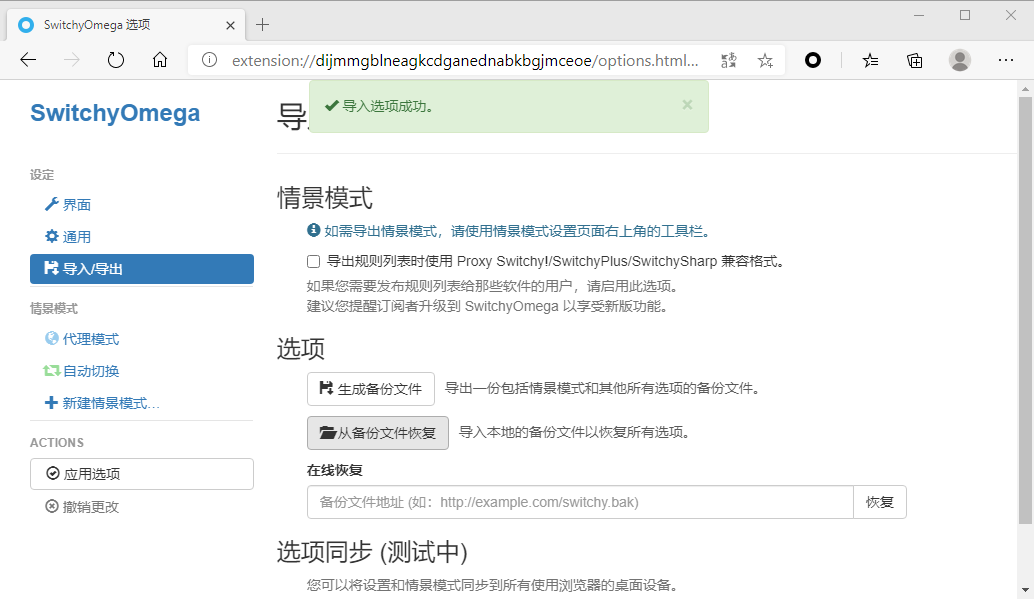 SwitchyOmega 选项
extension://dijmmgblneagkcdganednabkbgjmceoe/options.html...
SwitchyOmega
导入选项成功。
导
设定
界面
通用
导入/导出
情景模式
代理模式
自动切换
新建情景模式…
ACTIONS
应用选项
撤销更改
情景模式
如需导出情景模式，请使用情景模式设置页面右上角的工具栏。
导出规则列表时使用 Proxy Switchy!/SwitchyPlus/SwitchySharp 兼容格式。
如果您需要发布规则列表给那些软件的用户，请启用此选项。
建议您提醒订阅者升级到 SwitchyOmega 以享受新版功能。
选项
生成备份文件 导出一份包括情景模式和其他所有选项的备份文件。
从备份文件恢复 导入本地的备份文件以恢复所有选项。
在线恢复
备份文件地址 (如：http://example.com/switchy.bak) 恢复
选项同步 (测试中)
您可以将设置和情景模式同步到所有使用浏览器的桌面设备。